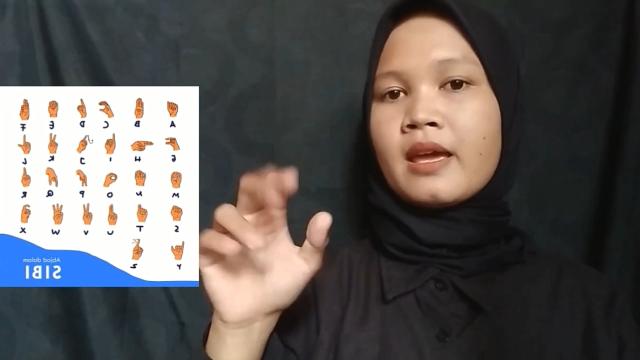 A B C D E F
G H I J K L
M N O P Q R
S T U V W X
Y Z
Abjad dalam
SIBI